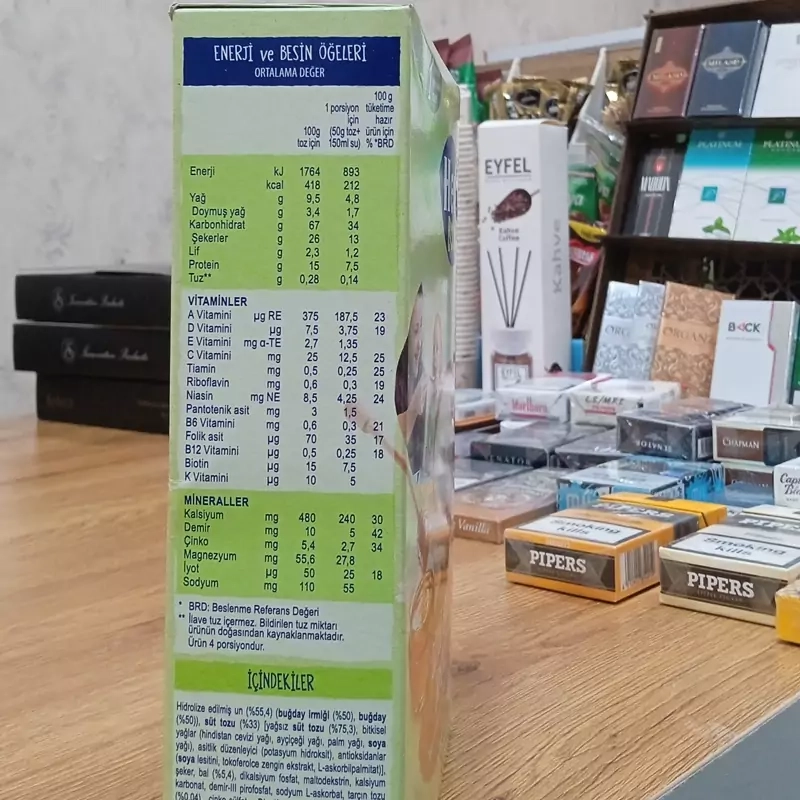 ENERJİ ve BESİN ÖĞELERİ
ORTALAMA DEĞER
100g toz için 1 porsiyon için (50g toz+ 150ml su) 100 g tüketime hazır ürün için % *BRD
Enerji kJ 1764 893
kcal 418 212
Yağ g 9,5 4,8
Doymuş yağ g 3,4 1,7
Karbonhidrat g 67 34
Şekerler g 26 13
Lif g 2,3 1,2
Protein g 15 7,5
Tuz** g 0,28 0,14
VİTAMİNLER
A Vitamini µg RE 375 187,5 23
D Vitamini µg 7,5 3,75 19
E Vitamini mg α-TE 2,7 1,35
C Vitamini mg 25 12,5 25
Tiamin mg 0,5 0,25 25
Riboflavin mg 0,6 0,3 19
Niasin mg NE 8,5 4,25 24
Pantotenik asit mg 3 1,5
B6 Vitamini mg 0,6 0,3 21
Folik asit µg 70 35 17
B12 Vitamini µg 0,5 0,25 18
Biotin µg 15 7,5
K Vitamini µg 10 5
MİNERALLER
Kalsiyum mg 480 240 30
Demir mg 10 5 42
Çinko mg 5,4 2,7 34
Magnezyum mg 55,6 27,8
İyot µg 50 25 18
Sodyum mg 110 55
* BRD: Beslenme Referans Değeri
** İlave tuz içermez. Bildirilen tuz miktarı
ürünün doğasından kaynaklanmaktadır.
Ürün 4 porsiyondur.
İÇİNDEKİLER
Hidrolize edilmiş un (%55,4) (buğday irmiği (%50), buğday
(%50)), süt tozu (%33) [yağsız süt tozu (%75,3), bitkisel
yağlar (hindistan cevizi yağı, ayçiçeği yağı, palm yağı, soya
yağı), asitlik düzenleyici (potasyum hidroksit), antioksidanlar
(soya lesitini, tokoferolce zengin ekstrakt, L-askorbilpalmitat)],
şeker, bal (%5,4), dikalsiyum fosfat, maltodekstrin, kalsiyum
karbonat, demir-III pirofosfat, sodyum L-askorbat, tarçın tozu
EYFEL
Kahve
Coffee
Kahve
PLATINUM
BLACK
Marlboro
SENATOR
CHAPMAN
Vanilla
Smoking
kills
PIPERS
Smoking
kills
PIPERS